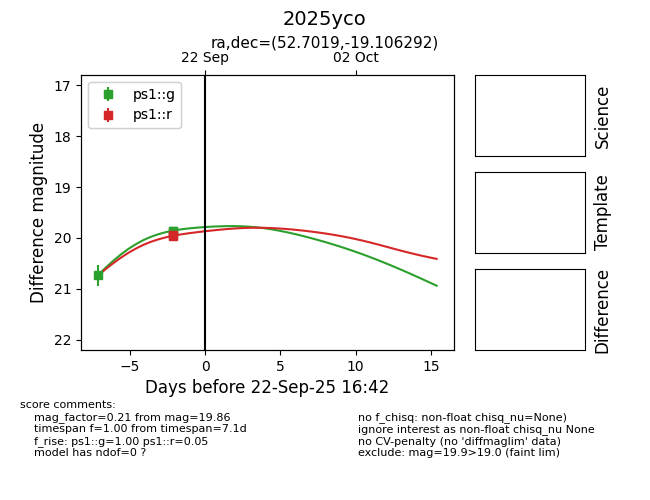 2025yco
ra,dec=(52.7019,-19.106292)
22 Sep
02 Oct
ps1::g
ps1::r
17
18
19
20
21
22
Difference magnitude
−5
0
5
10
15
Days before 22-Sep-25 16:42
Science
Template
Difference
score comments:
mag_factor=0.21 from mag=19.86
timespan f=1.00 from timespan=7.1d
f_rise: ps1::g=1.00 ps1::r=0.05
model has ndof=0 ?
no f_chisq: non-float chisq_nu=None)
ignore interest as non-float chisq_nu None
no CV-penalty (no 'diffmaglim' data)
exclude: mag=19.9>19.0 (faint lim)